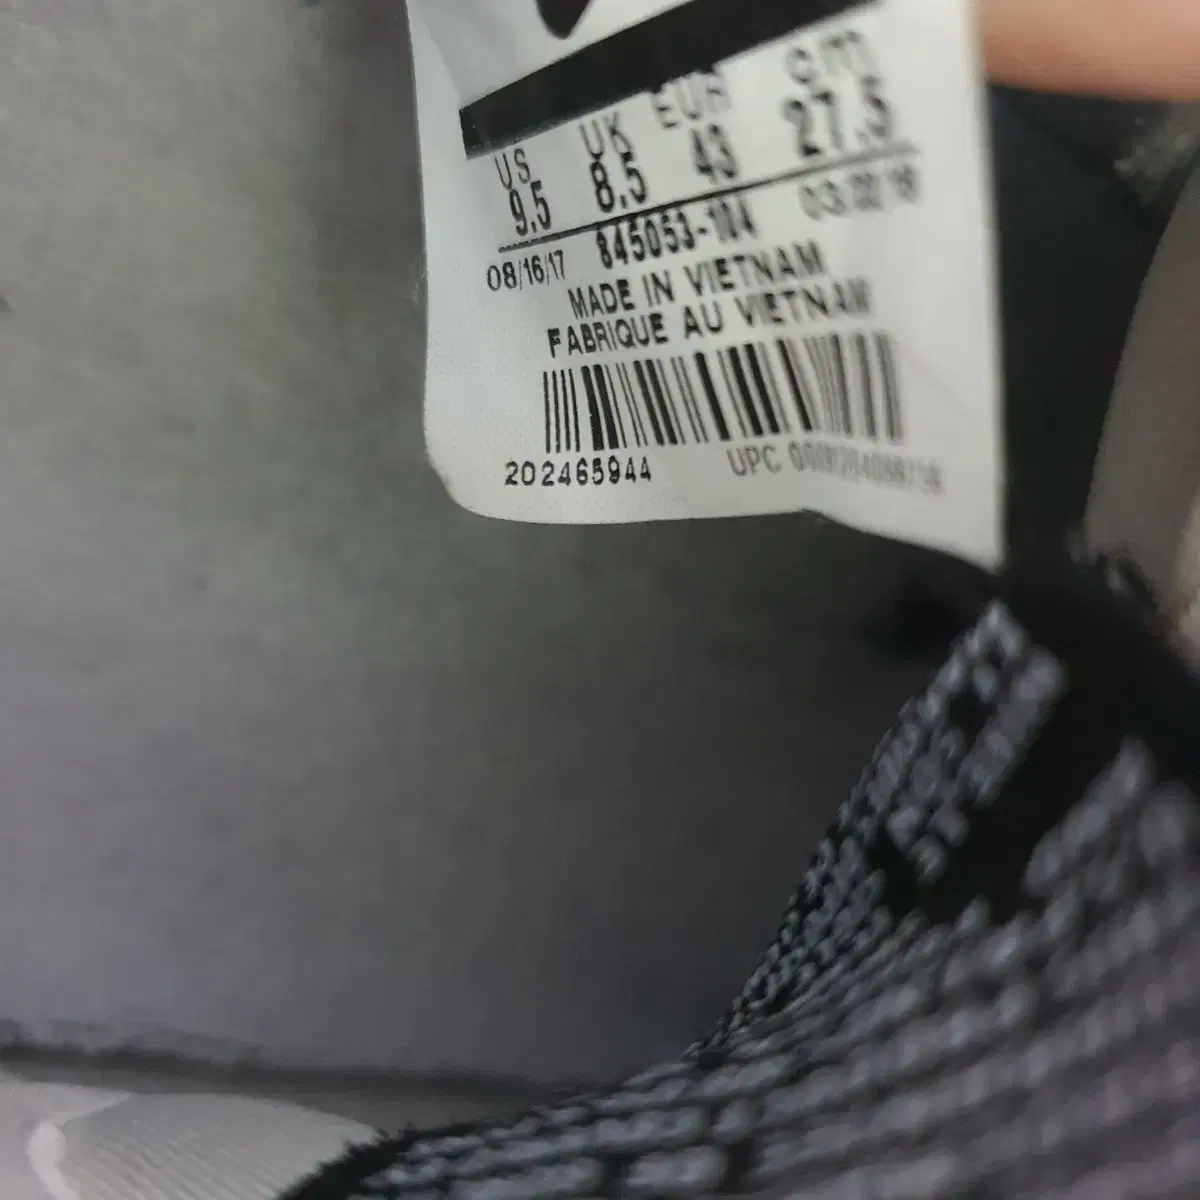 US UK EUR cm
9.5 8.5 43 27.5
08/16/17 845053-104
MADE IN VIETNAM
FABRIQUE AU VIETNAM
202465944 UPC